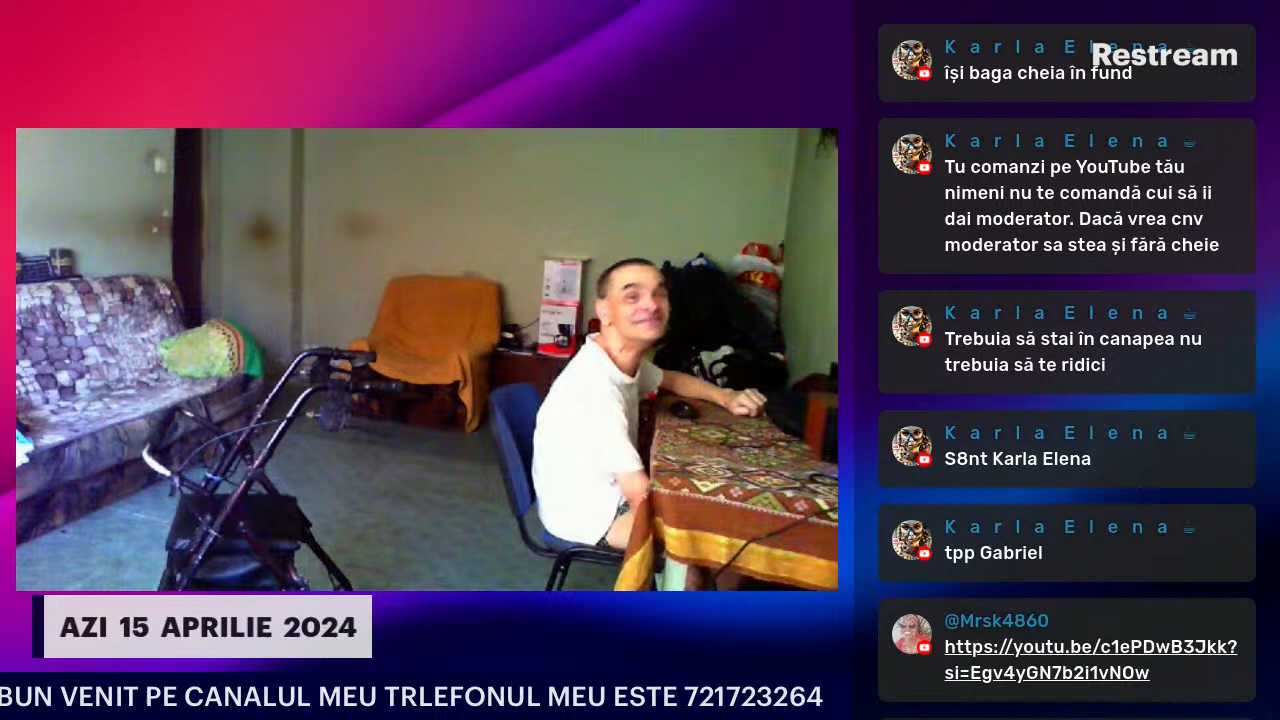 K a r l a E l e n a ☕
Restream
își baga cheia în fund
K a r l a E l e n a ☕
Tu comanzi pe YouTube tău
nimeni nu te comandă cui să ii
dai moderator. Dacă vrea cnv
moderator sa stea și fără cheie
K a r l a E l e n a ☕
Trebuia să stai în canapea nu
trebuia să te ridici
K a r l a E l e n a ☕
S8nt Karla Elena
K a r l a E l e n a ☕
tpp Gabriel
@Mrsk4860
https://youtu.be/c1ePDwB3Jkk?
si=Egv4yGN7b2i1vNOw
AZI 15 APRILIE 2024
BUN VENIT PE CANALUL MEU TRLEFONUL MEU ESTE 721723264